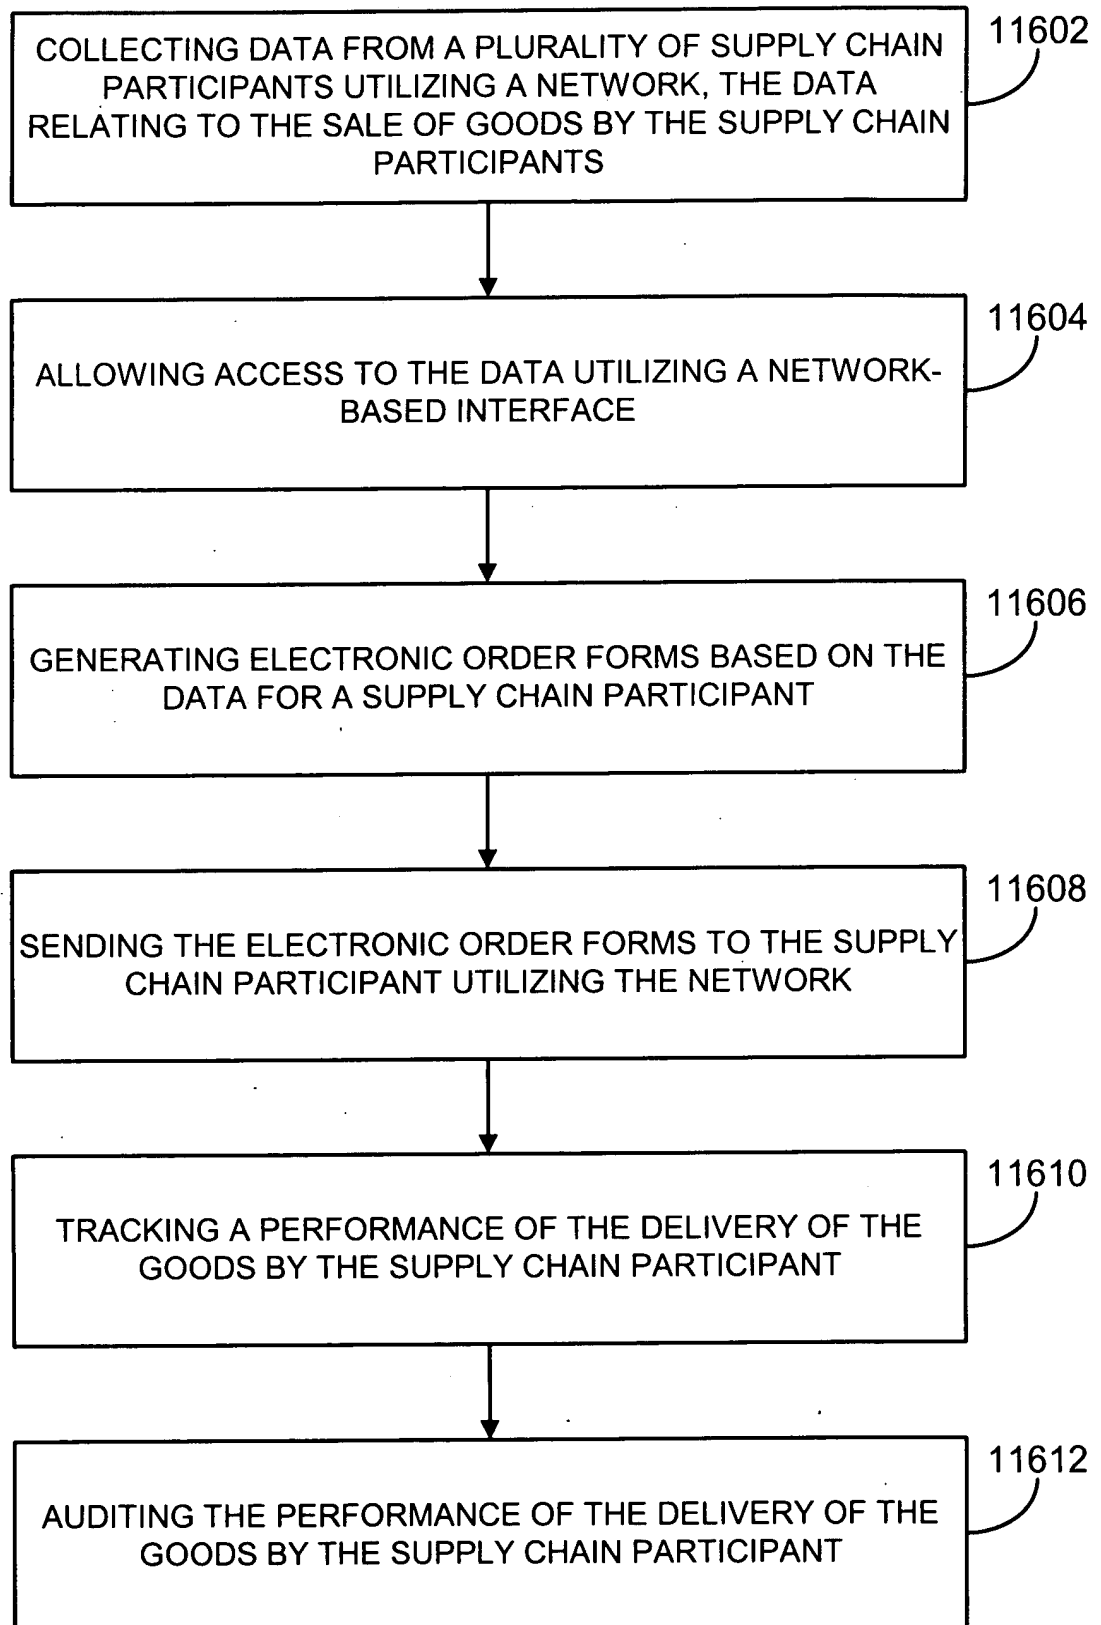 COLLECTING DATA FROM A PLURALITY OF SUPPLY CHAIN
PARTICIPANTS UTILIZING A NETWORK, THE DATA
RELATING TO THE SALE OF GOODS BY THE SUPPLY CHAIN
PARTICIPANTS
11602
ALLOWING ACCESS TO THE DATA UTILIZING A NETWORK-
BASED INTERFACE
11604
GENERATING ELECTRONIC ORDER FORMS BASED ON THE
DATA FOR A SUPPLY CHAIN PARTICIPANT
11606
SENDING THE ELECTRONIC ORDER FORMS TO THE SUPPLY
CHAIN PARTICIPANT UTILIZING THE NETWORK
11608
TRACKING A PERFORMANCE OF THE DELIVERY OF THE
GOODS BY THE SUPPLY CHAIN PARTICIPANT
11610
AUDITING THE PERFORMANCE OF THE DELIVERY OF THE
GOODS BY THE SUPPLY CHAIN PARTICIPANT
11612